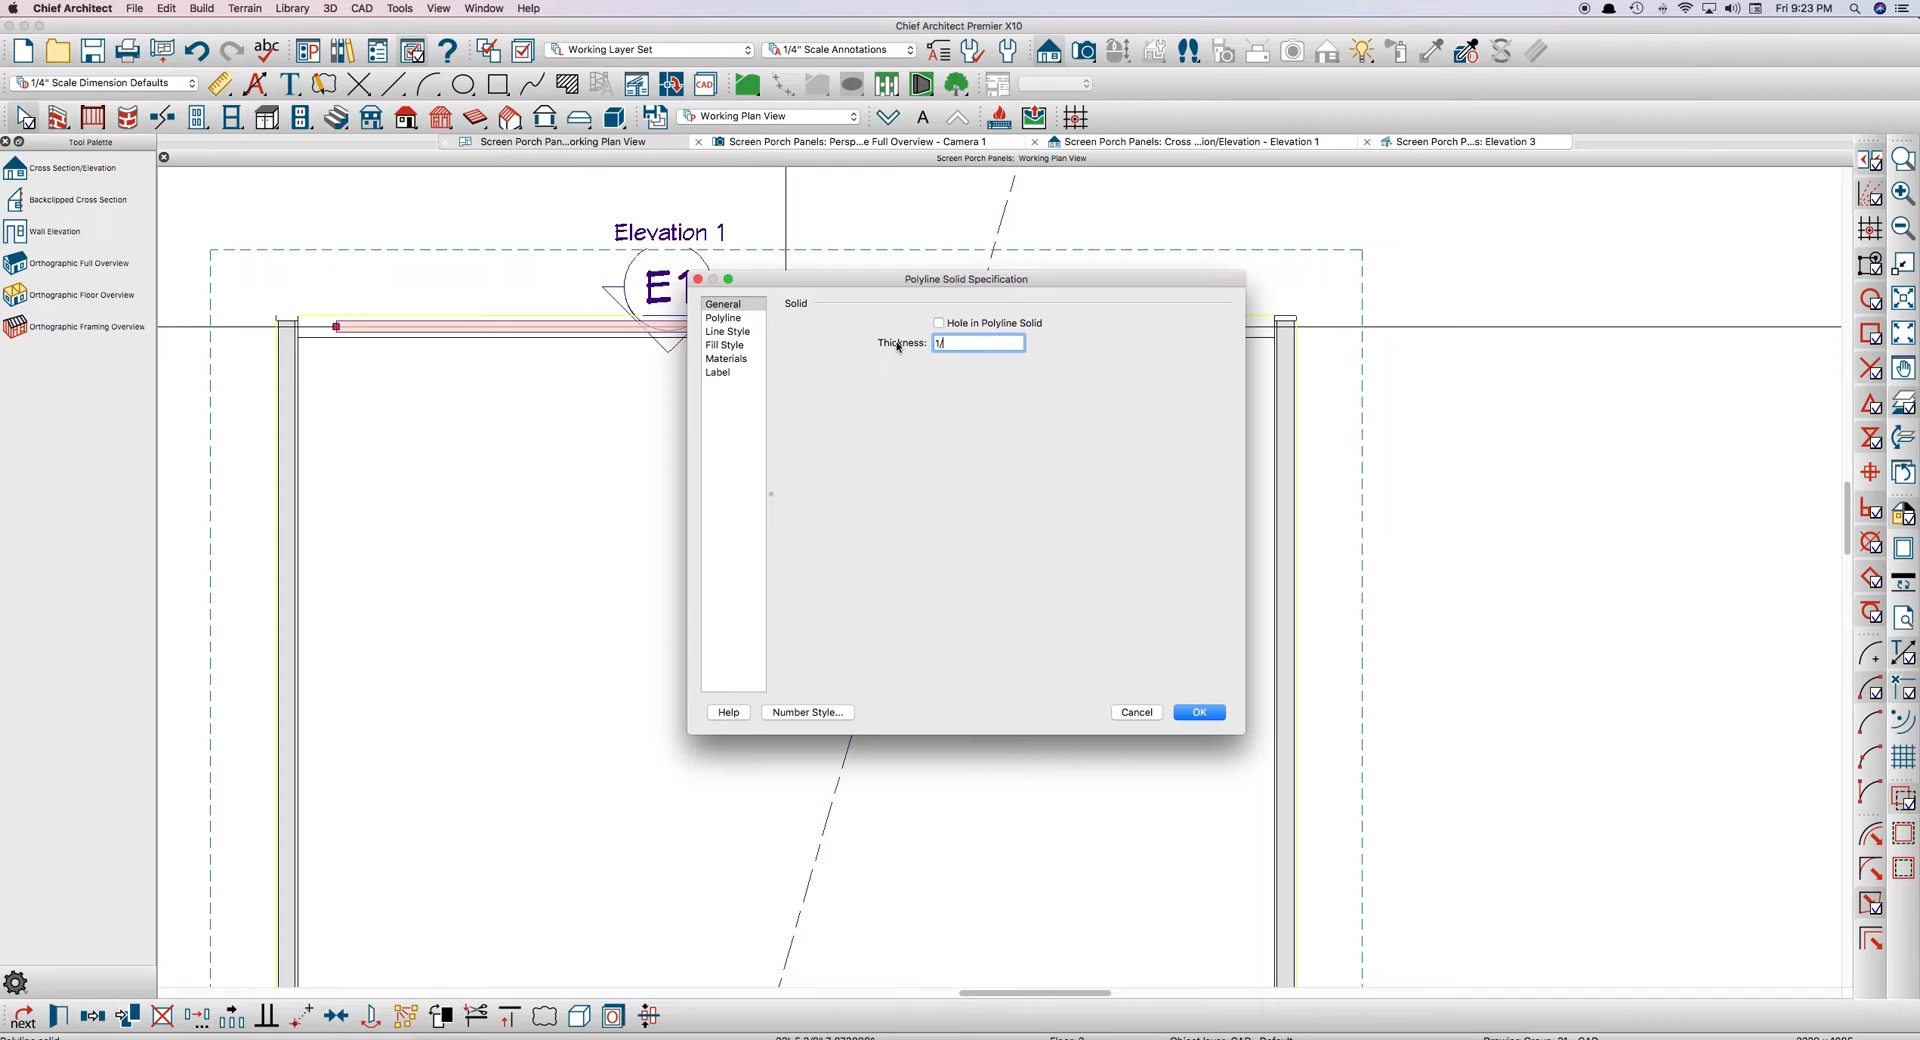 Chief Architect File Edit Build Terrain Library 3D CAD Tools View Window Help
Fri 9:23 PM
Chief Architect Premier X10
Working Layer Set
1/4" Scale Annotations
1/4" Scale Dimension Defaults
CAD
Working Plan View
A
Tool Palette
Screen Porch Pan...orking Plan View
Screen Porch Panels: Persp...e Full Overview - Camera 1
Screen Porch Panels: Cross ...ion/Elevation - Elevation 1
Screen Porch P...s: Elevation 3
Screen Porch Panels: Working Plan View
Cross Section/Elevation
Backclipped Cross Section
Wall Elevation
Orthographic Full Overview
Orthographic Floor Overview
Orthographic Framing Overview
Elevation 1
E1
Polyline Solid Specification
General
Polyline
Line Style
Fill Style
Materials
Label
Solid
Hole in Polyline Solid
Thickness: 1/
Help
Number Style...
Cancel
OK
next